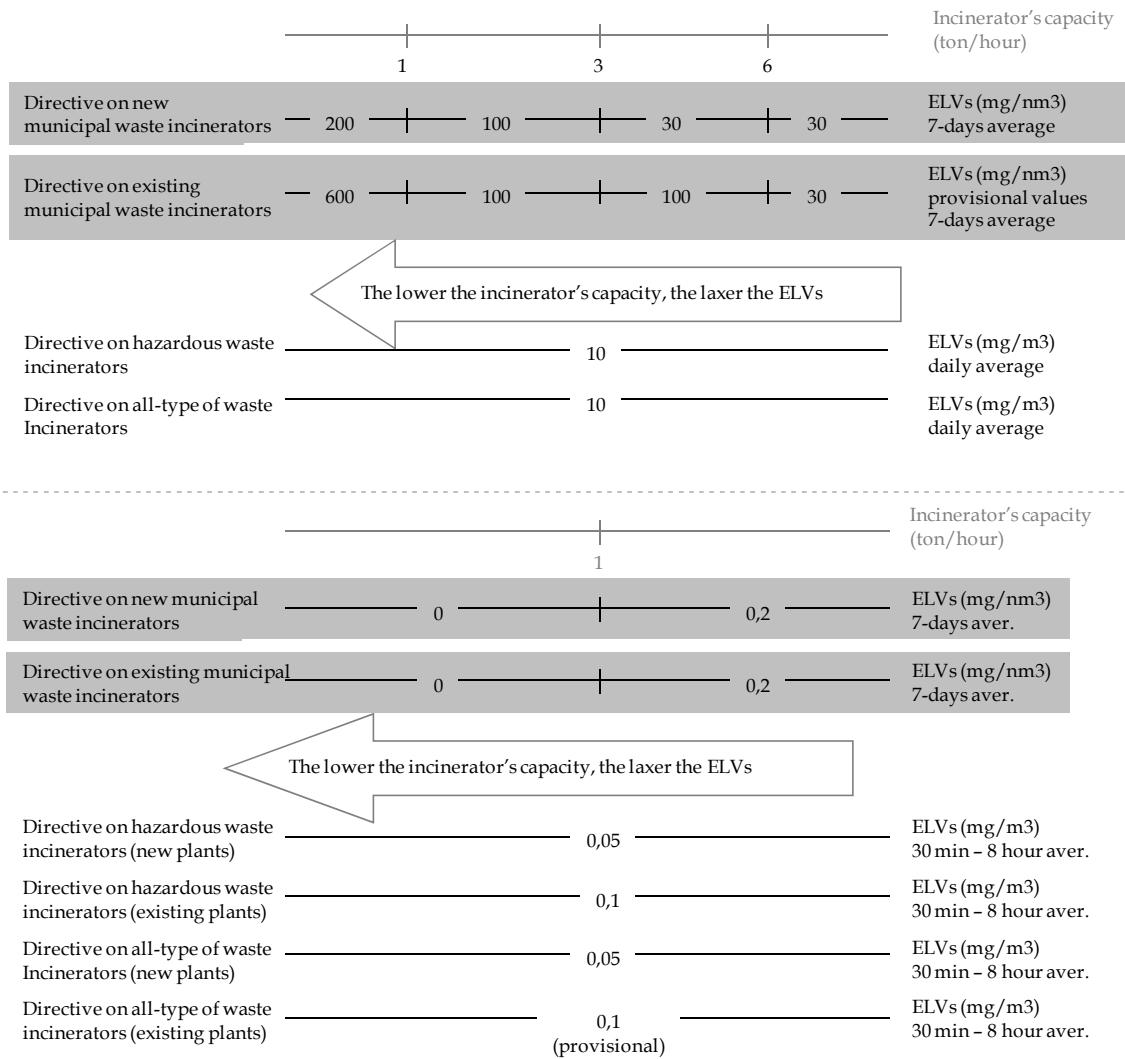 Incinerator's capacity
(ton/hour)
1 3 6
Directive on new
municipal waste incinerators
200 100 30 30
ELVs (mg/nm3)
7-days average
Directive on existing
municipal waste incinerators
600 100 100 30
ELVs (mg/nm3)
provisional values
7-days average
The lower the incinerator's capacity, the laxer the ELVs
Directive on hazardous waste
incinerators
10
ELVs (mg/m3)
daily average
Directive on all-type of waste
Incinerators
10
ELVs (mg/m3)
daily average
Incinerator's capacity
(ton/hour)
1
Directive on new municipal
waste incinerators
0 0,2
ELVs (mg/nm3)
7-days aver.
Directive on existing municipal
waste incinerators
0 0,2
ELVs (mg/nm3)
7-days aver.
The lower the incinerator's capacity, the laxer the ELVs
Directive on hazardous waste
incinerators (new plants)
0,05
ELVs (mg/m3)
30 min – 8 hour aver.
Directive on hazardous waste
incinerators (existing plants)
0,1
ELVs (mg/m3)
30 min – 8 hour aver.
Directive on all-type of waste
Incinerators (new plants)
0,05
ELVs (mg/m3)
30 min – 8 hour aver.
Directive on all-type of waste
incinerators (existing plants)
0,1
(provisional)
ELVs (mg/m3)
30 min – 8 hour aver.